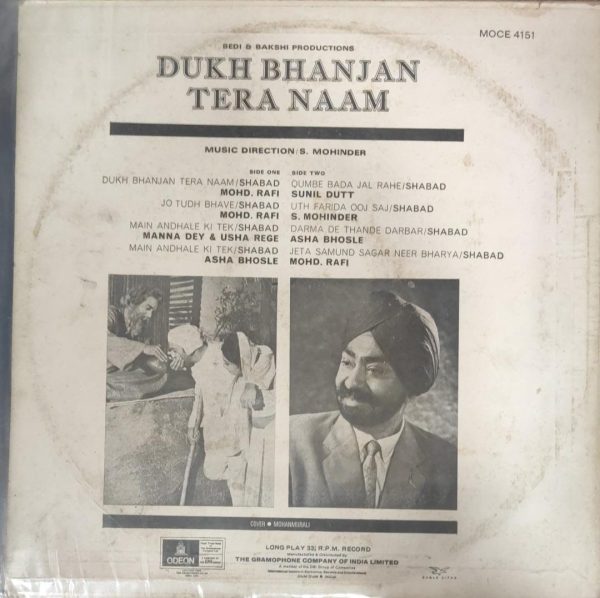 MOCE 4151
BEDI & BAKSHI PRODUCTIONS
DUKH BHANJAN
TERA NAAM
MUSIC DIRECTION/S. MOHINDER
SIDE ONE
DUKH BHANJAN TERA NAAM/SHABAD
MOHD. RAFI
JO TUDH BHAVE/SHABAD
MOHD. RAFI
MAIN ANDHALE KI TEK/SHABAD
MANNA DEY & USHA REGE
MAIN ANDHALE KI TEK/SHABAD
ASHA BHOSLE
SIDE TWO
QUMBE BADA JAL RAHE/SHABAD
SUNIL DUTT
UTH FARIDA OOJ SAJ/SHABAD
S. MOHINDER
DARMA DE THANDE DARBAR/SHABAD
ASHA BHOSLE
JETA SAMUND SAGAR NEER BHARYA/SHABAD
MOHD. RAFI
COVER ● MOHANMURALI
ODEON
LONG PLAY 33⅓ R.P.M. RECORD
Manufactured & Distributed by
THE GRAMOPHONE COMPANY OF INDIA LIMITED